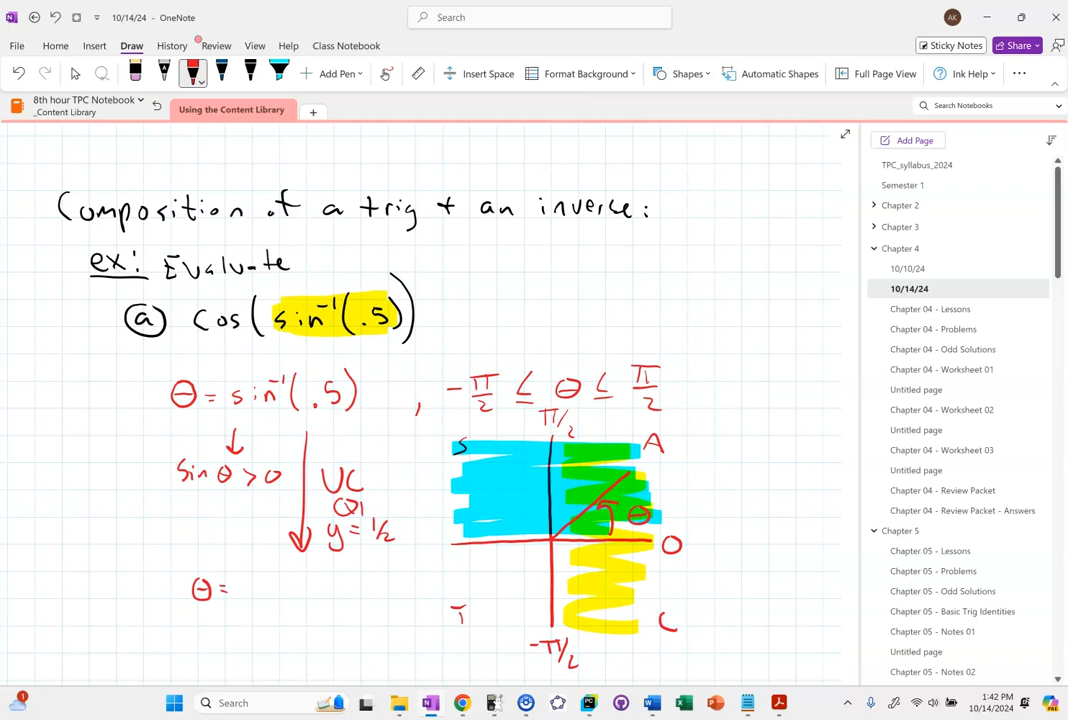 10/14/24 - OneNote
Search
AK
File Home Insert Draw History Review View Help Class Notebook
Sticky Notes Share
Add Pen
Insert Space
Format Background
Shapes
Automatic Shapes
Full Page View
Ink Help
8th hour TPC Notebook
_Content Library
Using the Content Library
Search Notebooks
Add Page
TPC_syllabus_2024
Semester 1
Chapter 2
Chapter 3
Chapter 4
10/10/24
10/14/24
Chapter 04 - Lessons
Chapter 04 - Problems
Chapter 04 - Odd Solutions
Chapter 04 - Worksheet 01
Untitled page
Chapter 04 - Worksheet 02
Untitled page
Chapter 04 - Worksheet 03
Untitled page
Chapter 04 - Review Packet
Chapter 04 - Review Packet - Answers
Chapter 5
Chapter 05 - Lessons
Chapter 05 - Problems
Chapter 05 - Odd Solutions
Chapter 05 - Basic Trig Identities
Chapter 05 - Notes 01
Untitled page
Chapter 05 - Notes 02
Composition of a trig + an inverse:
ex: Evaluate
(a) cos(sin⁻¹(.5))
θ = sin⁻¹(.5) , -π/2 ≤ θ ≤ π/2
π/2
S A
sin θ > 0
UC
Q1
y = 1/2
θ
0
θ =
T C
-π/2
1
Search
1:42 PM
10/14/2024